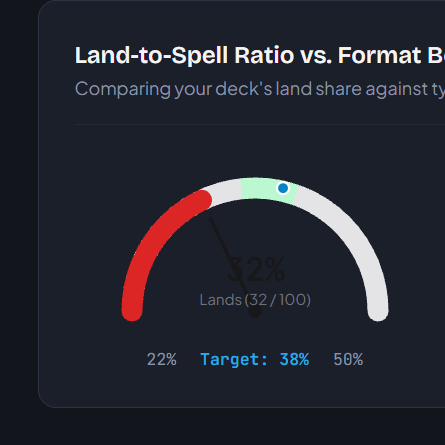 Land-to-Spell Ratio vs. Format
Comparing your deck's land share against
32%
Lands (32 / 100)
22% Target: 38% 50%